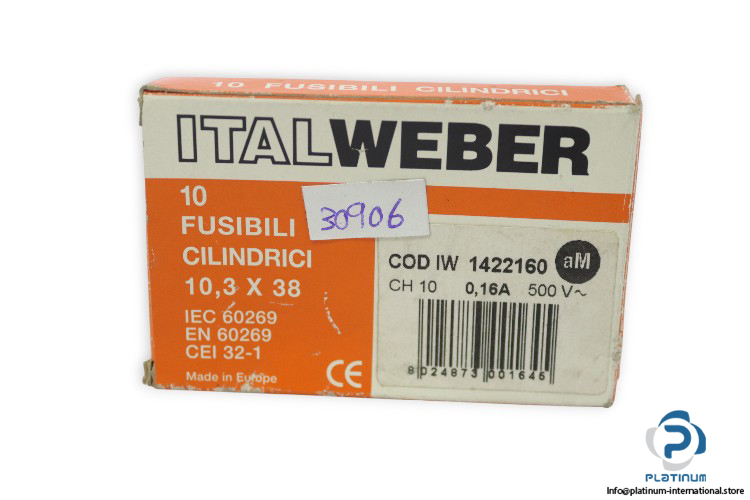 10 FUSIBILI CILINDRICI
ITALWEBER
10
FUSIBILI
CILINDRICI
10,3 X 38
IEC 60269
EN 60269
CEI 32-1
Made in Europe
CE
30906
COD IW 1422160 aM
CH 10 0,16A 500 V~
8 024873 001645
PLATINUM
Info@platinum-international.store